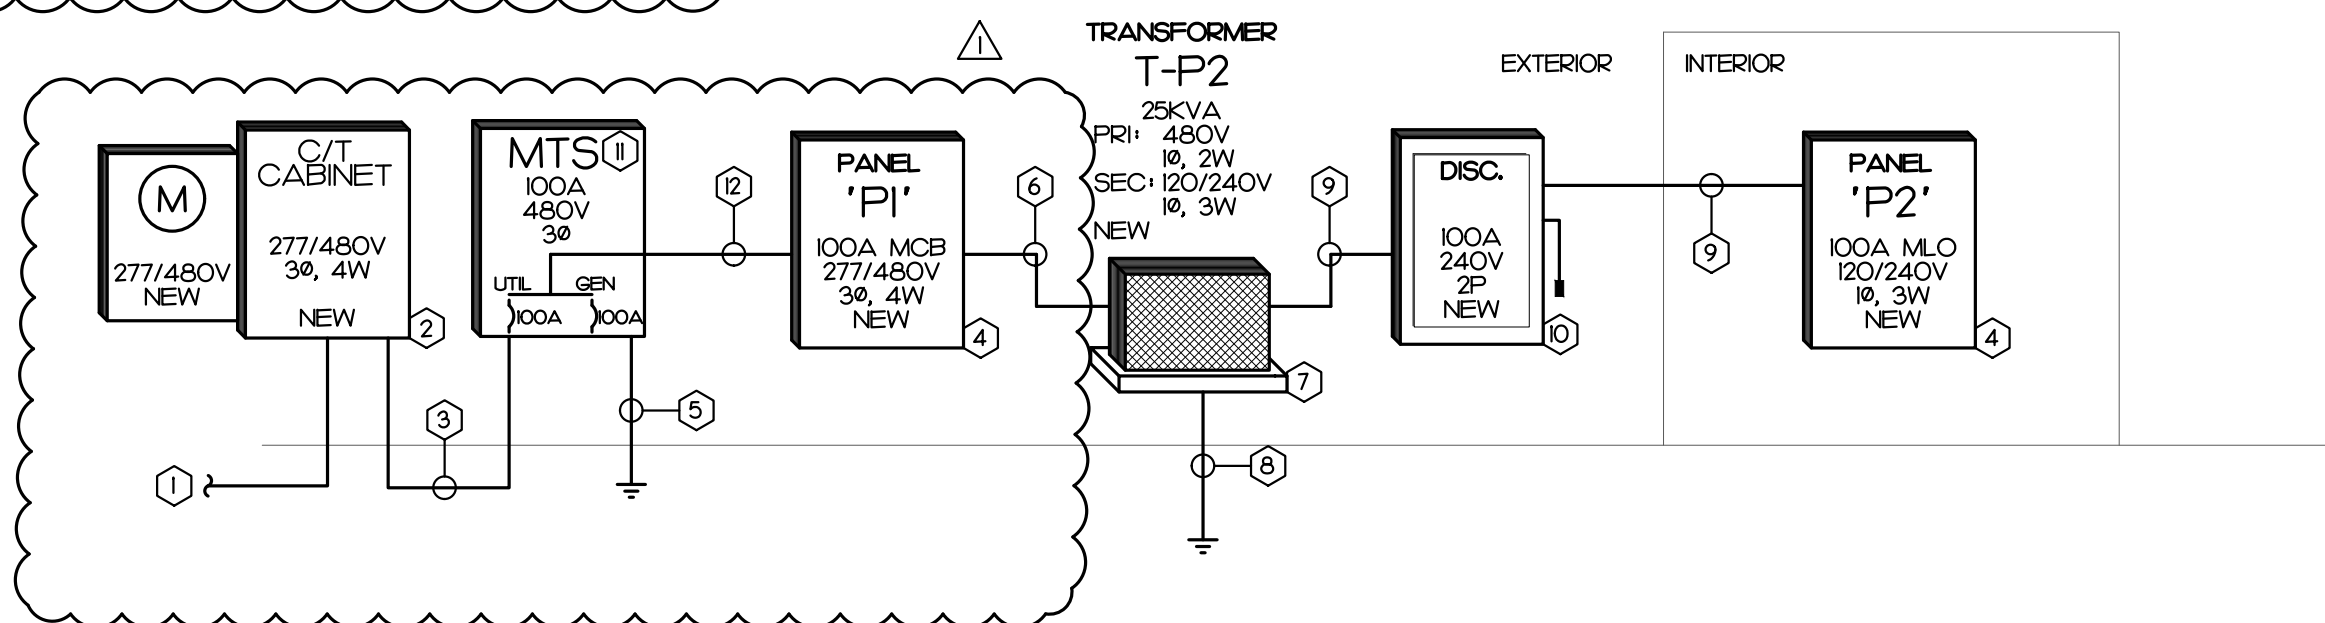 1
TRANSFORMER
T-P2
25KVA
PRI: 480V
1Ø, 2W
SEC: 120/240V
1Ø, 3W
NEW
EXTERIOR
INTERIOR
M
277/480V
NEW
C/T
CABINET
277/480V
3Ø, 4W
NEW
2
MTS
11
100A
480V
3Ø
UTIL
GEN
100A
100A
12
PANEL
'P1'
100A MCB
277/480V
3Ø, 4W
NEW
4
6
9
DISC.
100A
240V
2P
NEW
10
9
PANEL
"P2"
100A MLO
120/240V
1Ø, 3W
NEW
4
7
3
5
1
8